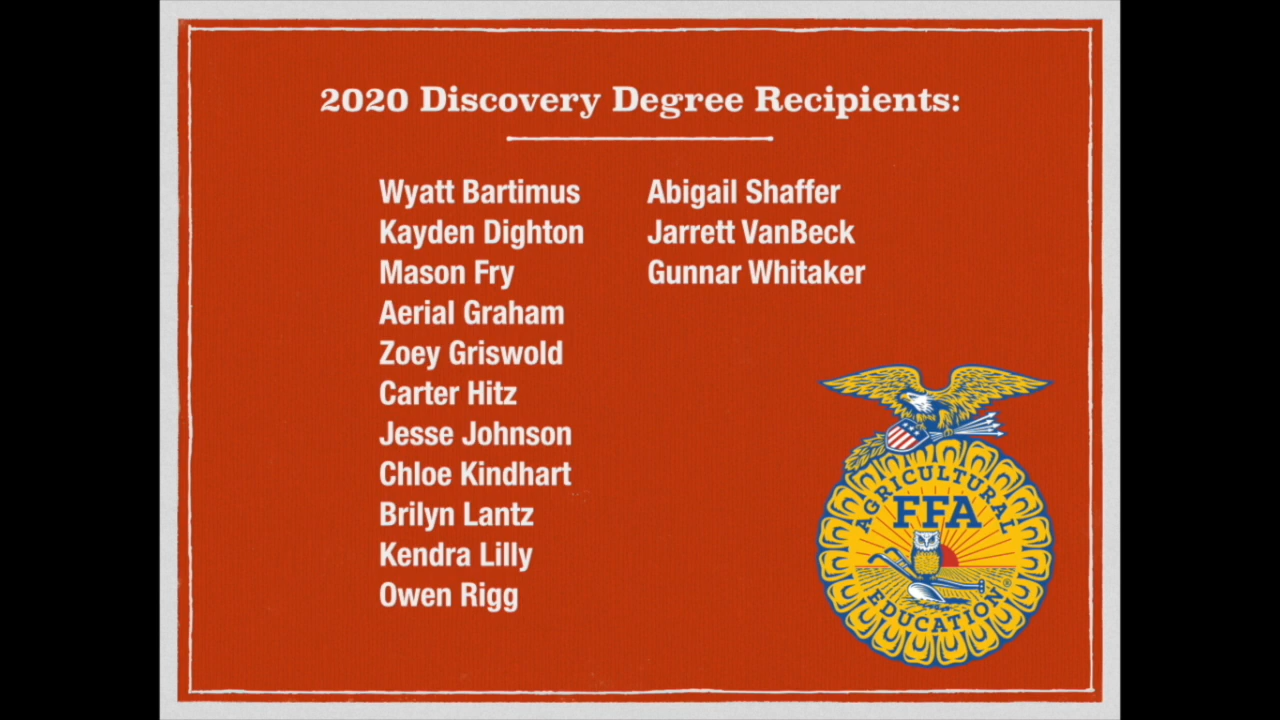 2020 Discovery Degree Recipients:
Wyatt Bartimus
Kayden Dighton
Mason Fry
Aerial Graham
Zoey Griswold
Carter Hitz
Jesse Johnson
Chloe Kindhart
Brilyn Lantz
Kendra Lilly
Owen Rigg
Abigail Shaffer
Jarrett VanBeck
Gunnar Whitaker
AGRICULTURAL
FFA
EDUCATION®